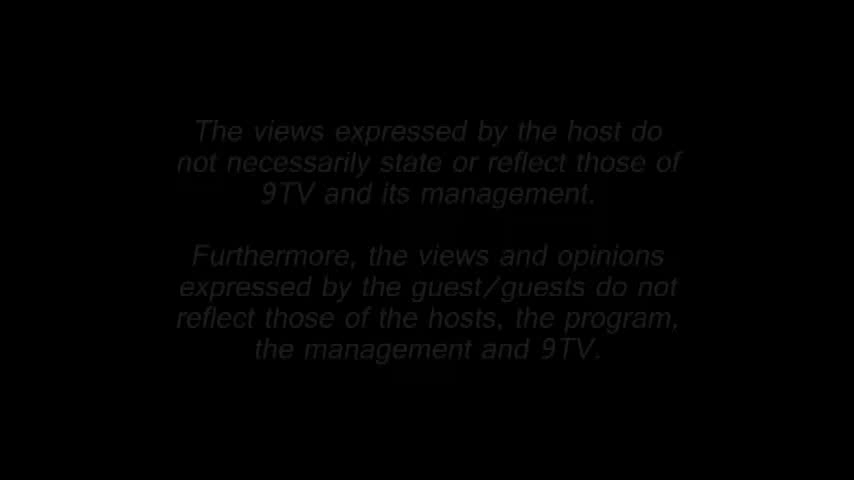 The views expressed by the host do
not necessarily state or reflect those of
9TV and its management.
Furthermore, the views and opinions
expressed by the guest/guests do not
reflect those of the hosts, the program,
the management and 9TV.